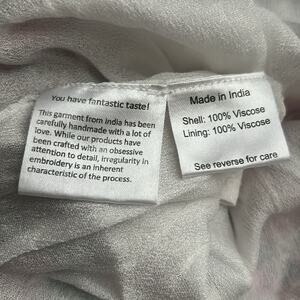 You have fantastic taste!
This garment from India has been
carefully handmade with a lot of
love. While our products have
been crafted with an obsessive
attention to detail, irregularity in
embroidery is an inherent
characteristic of the process.
Made in India
Shell: 100% Viscose
Lining: 100% Viscose
See reverse for care